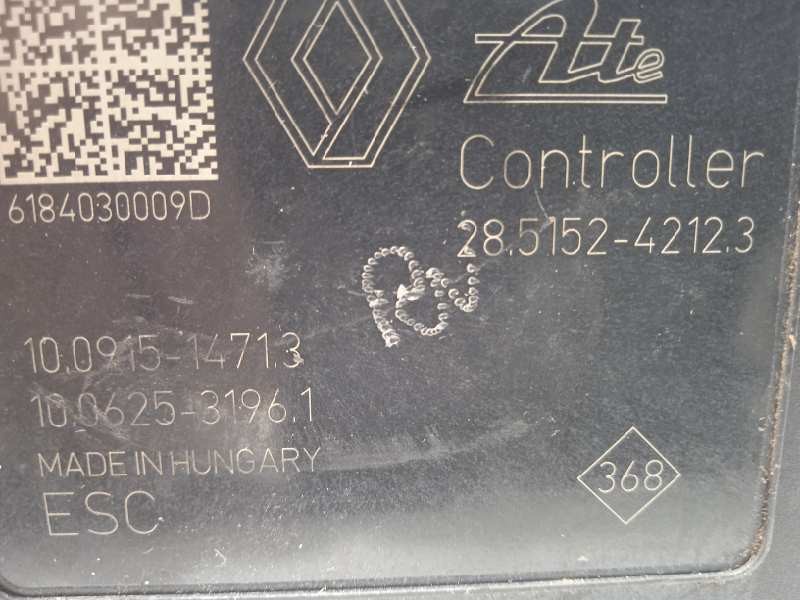 Ate
Controller
6184030009D
28.5152-4212.3
10.0915-1471.3
10.0625-3196.1
MADE IN HUNGARY
ESC
368